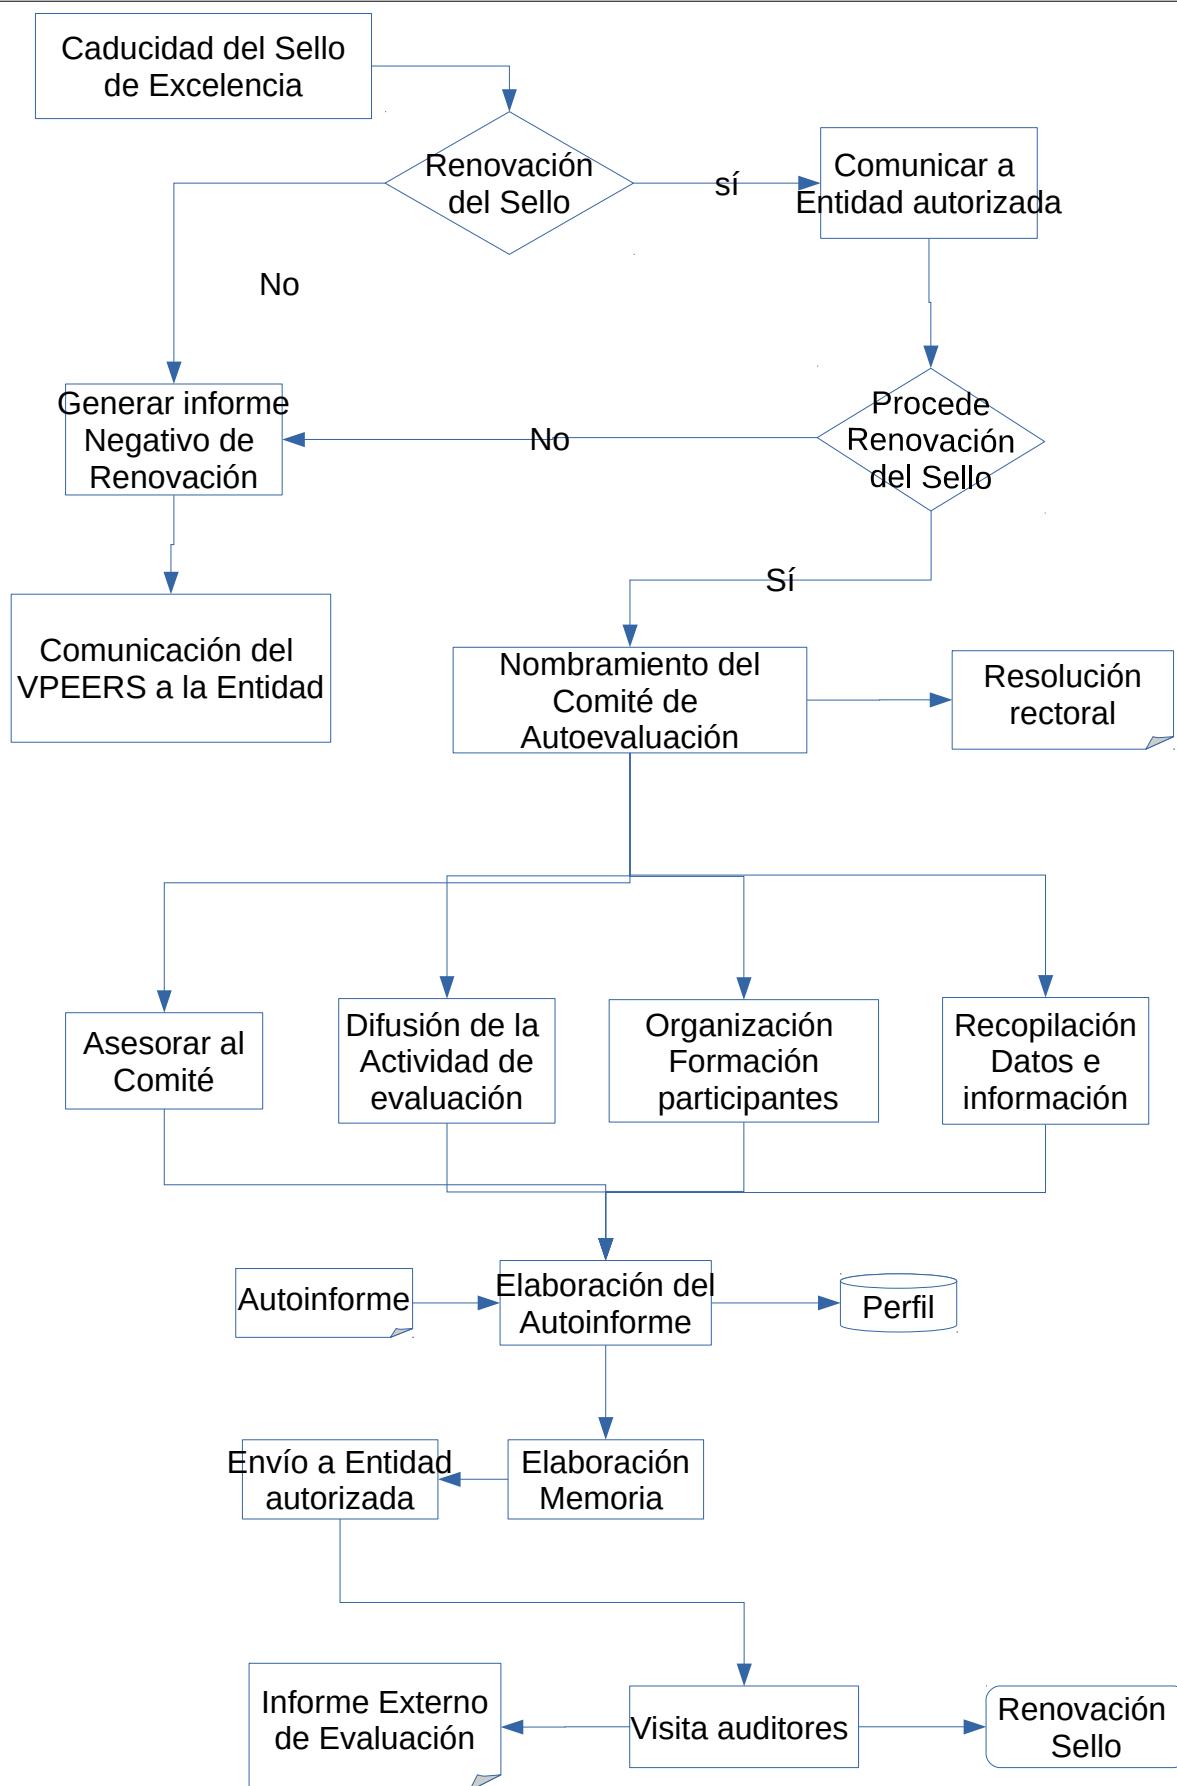 Caducidad del Sello
de Excelencia
Renovación
del Sello
sí
Comunicar a
Entidad autorizada
No
Generar informe
Negativo de
Renovación
No
Procede
Renovación
del Sello
Sí
Comunicación del
VPEERS a la Entidad
Nombramiento del
Comité de
Autoevaluación
Resolución
rectoral
Asesorar al
Comité
Difusión de la
Actividad de
evaluación
Organización
Formación
participantes
Recopilación
Datos e
información
Autoinforme
Elaboración del
Autoinforme
Perfil
Envío a Entidad
autorizada
Elaboración
Memoria
Informe Externo
de Evaluación
Visita auditores
Renovación
Sello